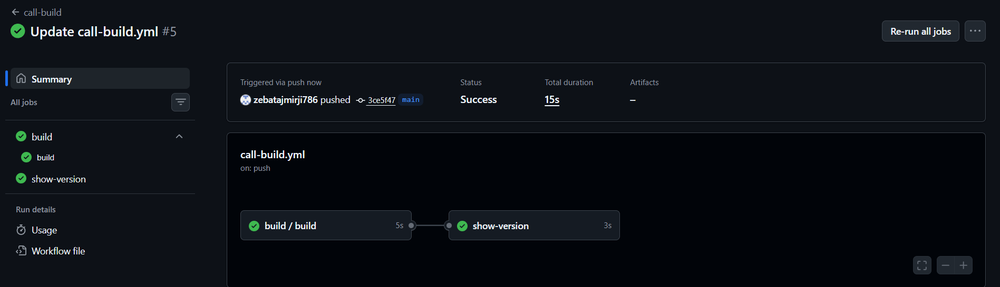 call-build
Update call-build.yml #5
Re-run all jobs
Summary
All jobs
build
build
show-version
Run details
Usage
Workflow file
Triggered via push now
zebatajmirji786 pushed 3ce5f47 main
Status
Success
Total duration
15s
Artifacts
–
call-build.yml
on: push
build / build 5s
show-version 3s